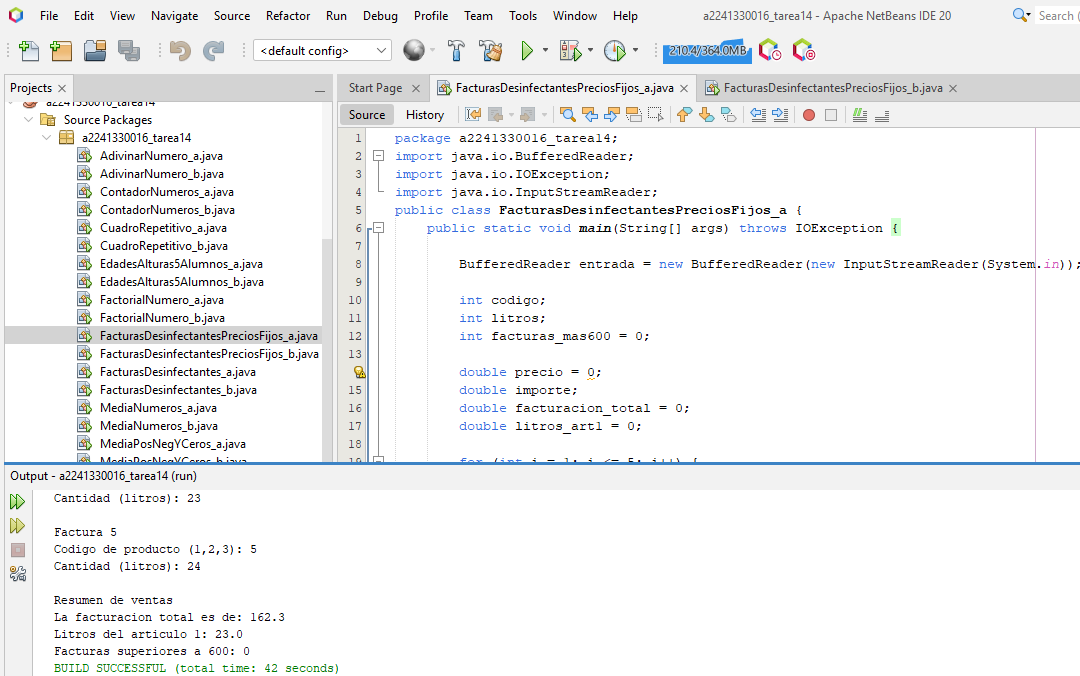 File Edit View Navigate Source Refactor Run Debug Profile Team Tools Window Help a2241330016_tarea14 - Apache NetBeans IDE 20 Search (
<default config> 210.4/364.0MB
Projects
Start Page FacturasDesinfectantesPreciosFijos_a.java FacturasDesinfectantesPreciosFijos_b.java
a2241330016_tarea14
Source Packages
a2241330016_tarea14
AdivinarNumero_a.java
AdivinarNumero_b.java
ContadorNumeros_a.java
ContadorNumeros_b.java
CuadroRepetitivo_a.java
CuadroRepetitivo_b.java
EdadesAlturas5Alumnos_a.java
EdadesAlturas5Alumnos_b.java
FactorialNumero_a.java
FactorialNumero_b.java
FacturasDesinfectantesPreciosFijos_a.java
FacturasDesinfectantesPreciosFijos_b.java
FacturasDesinfectantes_a.java
FacturasDesinfectantes_b.java
MediaNumeros_a.java
MediaNumeros_b.java
MediaPosNegYCeros_a.java
MediaPosNegYCeros_b.java
Source History
1 package a2241330016_tarea14;
2 import java.io.BufferedReader;
3 import java.io.IOException;
4 import java.io.InputStreamReader;
5 public class FacturasDesinfectantesPreciosFijos_a {
6 public static void main(String[] args) throws IOException {
7
8 BufferedReader entrada = new BufferedReader(new InputStreamReader(System.in));
9
10 int codigo;
11 int litros;
12 int facturas_mas600 = 0;
13
double precio = 0;
15 double importe;
16 double facturacion_total = 0;
17 double litros_art1 = 0;
18
19 for (int i = 1; i <= 5; i++) {
Output - a2241330016_tarea14 (run)
Cantidad (litros): 23
Factura 5
Codigo de producto (1,2,3): 5
Cantidad (litros): 24
Resumen de ventas
La facturacion total es de: 162.3
Litros del articulo 1: 23.0
Facturas superiores a 600: 0
BUILD SUCCESSFUL (total time: 42 seconds)